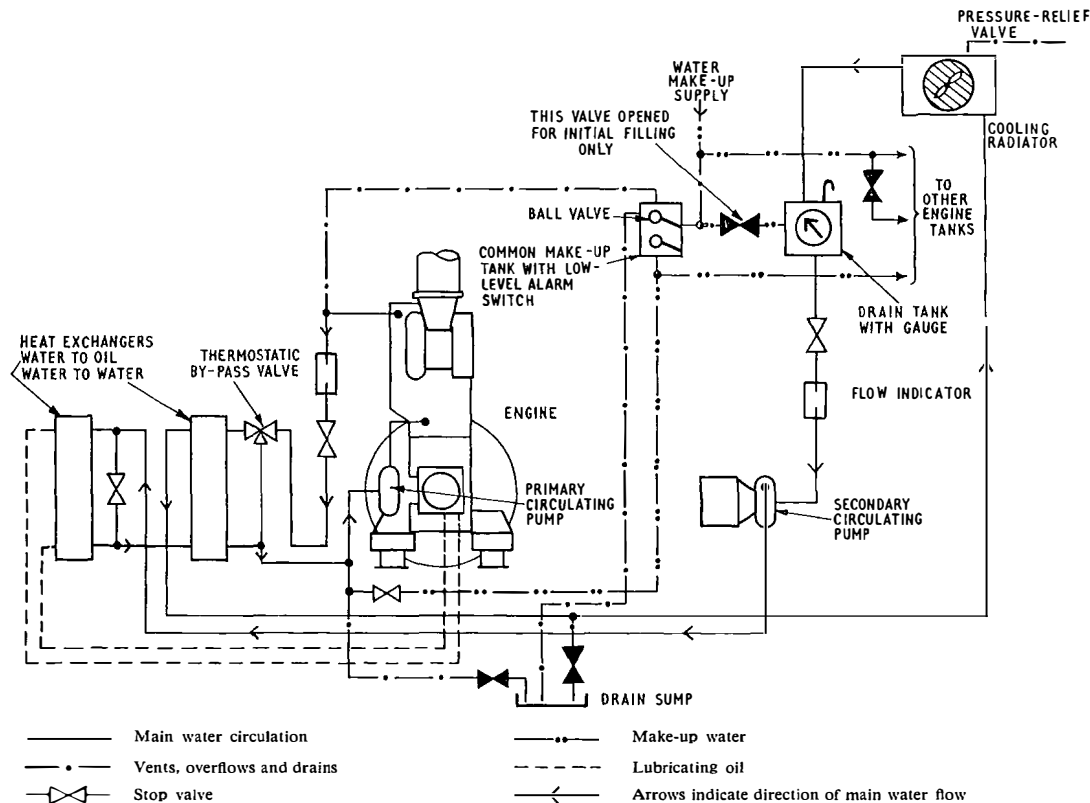 PRESSURE-RELIEF
VALVE
WATER
MAKE-UP
SUPPLY
THIS VALVE OPENED
FOR INITIAL FILLING
ONLY
COOLING
RADIATOR
TO
OTHER
ENGINE
TANKS
BALL VALVE
COMMON MAKE-UP
TANK WITH LOW-
LEVEL ALARM
SWITCH
DRAIN TANK
WITH GAUGE
HEAT EXCHANGERS
WATER TO OIL
WATER TO WATER
THERMOSTATIC
BY-PASS VALVE
FLOW INDICATOR
ENGINE
PRIMARY
CIRCULATING
PUMP
SECONDARY
CIRCULATING
PUMP
DRAIN SUMP
Main water circulation
Vents, overflows and drains
Stop valve
Make-up water
Lubricating oil
Arrows indicate direction of main water flow